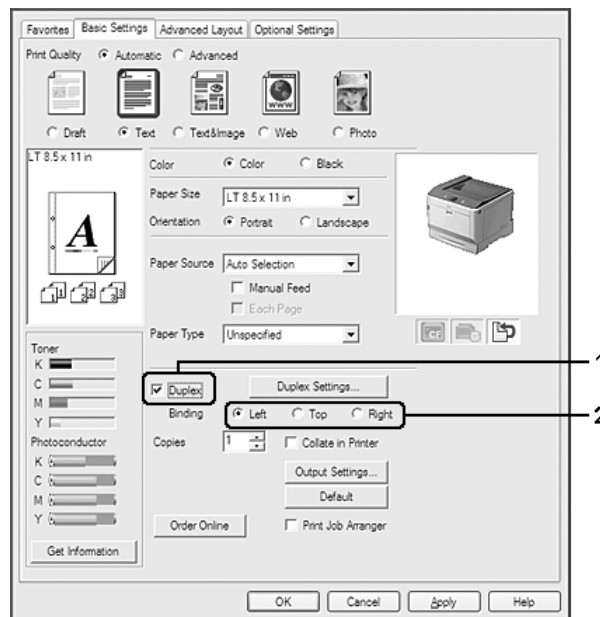 Favorites Basic Settings Advanced Layout Optional Settings
Print Quality Automatic Advanced
WWW
Draft Text Text&Image Web Photo
LT 8.5 x 11 in
Color Color Black
Paper Size LT 8.5 x 11 in
Orientation Portrait Landscape
A
Paper Source Auto Selection
Manual Feed
1 2 3
Each Page
Paper Type Unspecified
Toner
K
1
C
Duplex Duplex Settings...
M
Binding Left Top Right
2
Y
Photoconductor
Copies 1 Collate in Printer
K
C
Output Settings...
M
Default
Y
Order Online Print Job Arranger
Get Information
OK Cancel Apply Help